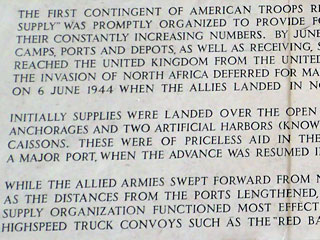 THE FIRST CONTINGENT OF AMERICAN TROOPS RE
SUPPLY" WAS PROMPTLY ORGANIZED TO PROVIDE FO
THEIR CONSTANTLY INCREASING NUMBERS. BY JUNE
CAMPS, PORTS AND DEPOTS, AS WELL AS RECEIVING, S
REACHED THE UNITED KINGDOM FROM THE UNITED
THE INVASION OF NORTH AFRICA DEFERRED FOR MA
ON 6 JUNE 1944 WHEN THE ALLIES LANDED IN NO
INITIALLY SUPPLIES WERE LANDED OVER THE OPEN
ANCHORAGES AND TWO ARTIFICIAL HARBORS (KNOW
CAISSONS. THESE WERE OF PRICELESS AID IN THE
A MAJOR PORT, WHEN THE ADVANCE WAS RESUMED I
WHILE THE ALLIED ARMIES SWEPT FORWARD FROM N
AS THE DISTANCES FROM THE PORTS LENGTHENED,
SUPPLY ORGANIZATION FUNCTIONED MOST EFFECT
HIGHSPEED TRUCK CONVOYS SUCH AS THE "RED BA